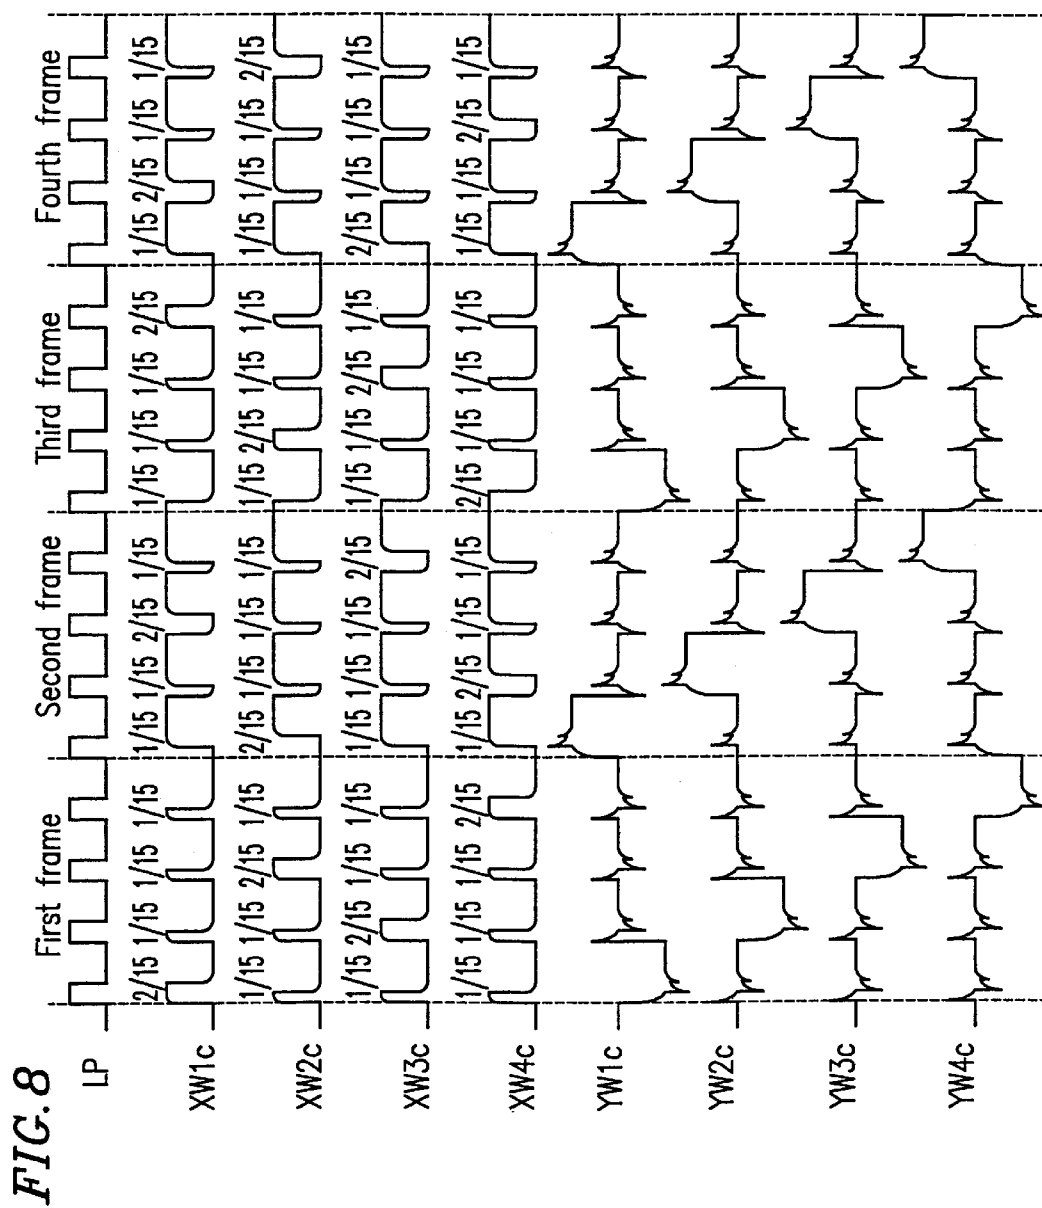 FIG. 8
First frame Second frame Third frame Fourth frame
LP
2/15 1/15 1/15 1/15 1/15 1/15 2/15 1/15 1/15 1/15 1/15 2/15 1/15 2/15 1/15 1/15
XW1c
1/15 1/15 2/15 1/15 2/15 1/15 1/15 1/15 1/15 2/15 1/15 1/15 1/15 1/15 1/15 2/15
XW2c
1/15 2/15 1/15 1/15 1/15 1/15 1/15 2/15 1/15 1/15 2/15 1/15 2/15 1/15 1/15 1/15
XW3c
1/15 1/15 1/15 2/15 1/15 2/15 1/15 1/15 2/15 1/15 1/15 1/15 1/15 1/15 2/15 1/15
XW4c
YW1c
YW2c
YW3c
YW4c